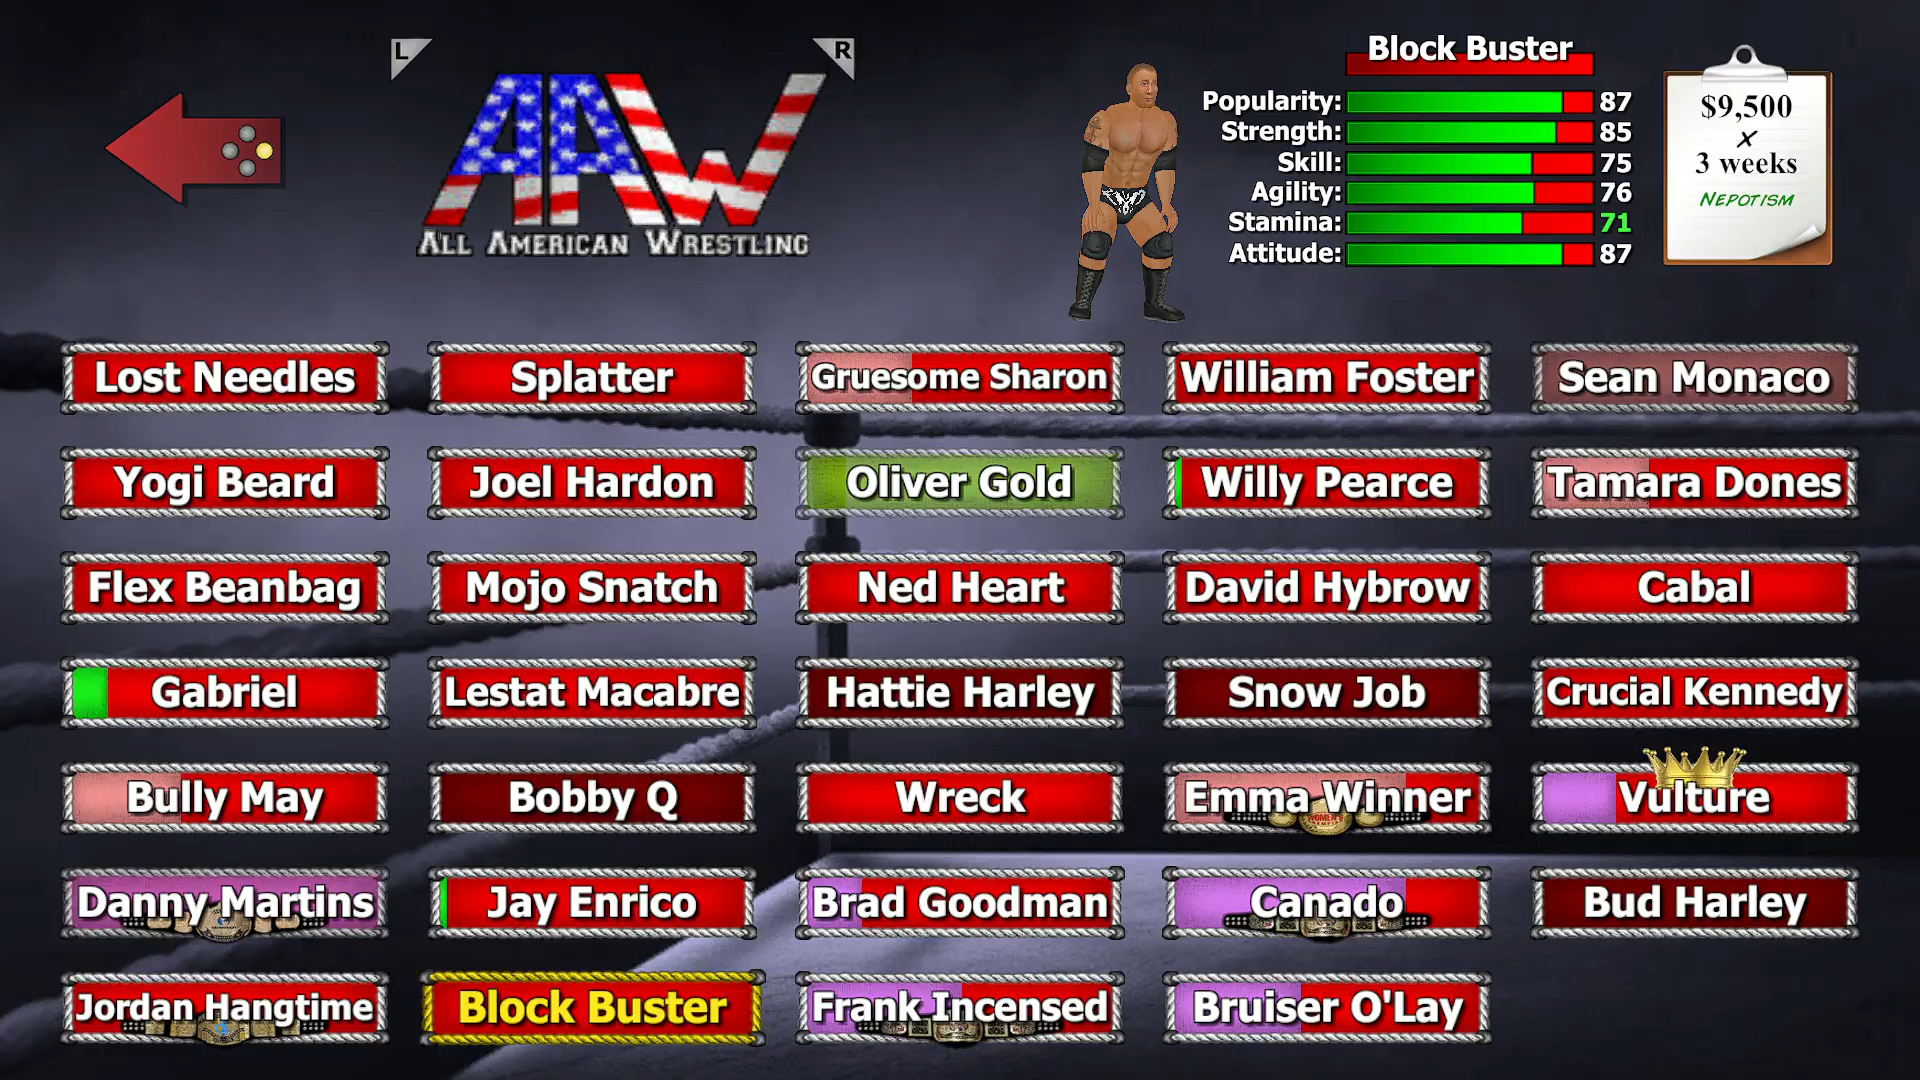 L
R
AAW
ALL AMERICAN WRESTLING
Block Buster
Popularity: 87
Strength: 85
Skill: 75
Agility: 76
Stamina: 71
Attitude: 87
$9,500
x
3 weeks
NEPOTISM
Lost Needles
Splatter
Gruesome Sharon
William Foster
Sean Monaco
Yogi Beard
Joel Hardon
Oliver Gold
Willy Pearce
Tamara Dones
Flex Beanbag
Mojo Snatch
Ned Heart
David Hybrow
Cabal
Gabriel
Lestat Macabre
Hattie Harley
Snow Job
Crucial Kennedy
Bully May
Bobby Q
Wreck
Emma Winner
WOMEN'S
Vulture
Danny Martins
Jay Enrico
Brad Goodman
Canado
Bud Harley
Jordan Hangtime
Block Buster
Frank Incensed
Bruiser O'Lay